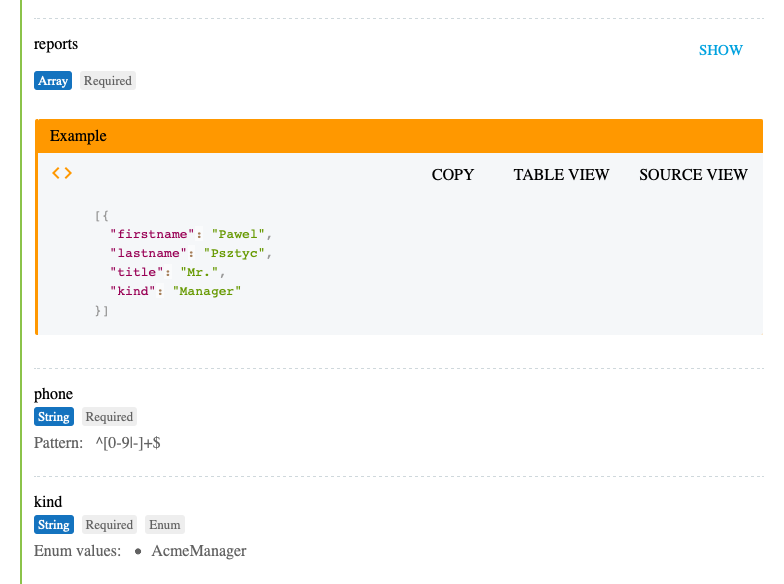 reports
SHOW
Array Required
Example
<> COPY TABLE VIEW SOURCE VIEW
[{
"firstname": "Pawel",
"lastname": "Psztyc",
"title": "Mr.",
"kind": "Manager"
}]
phone
String Required
Pattern: ^[0-9|-]+$
kind
String Required Enum
Enum values: • AcmeManager